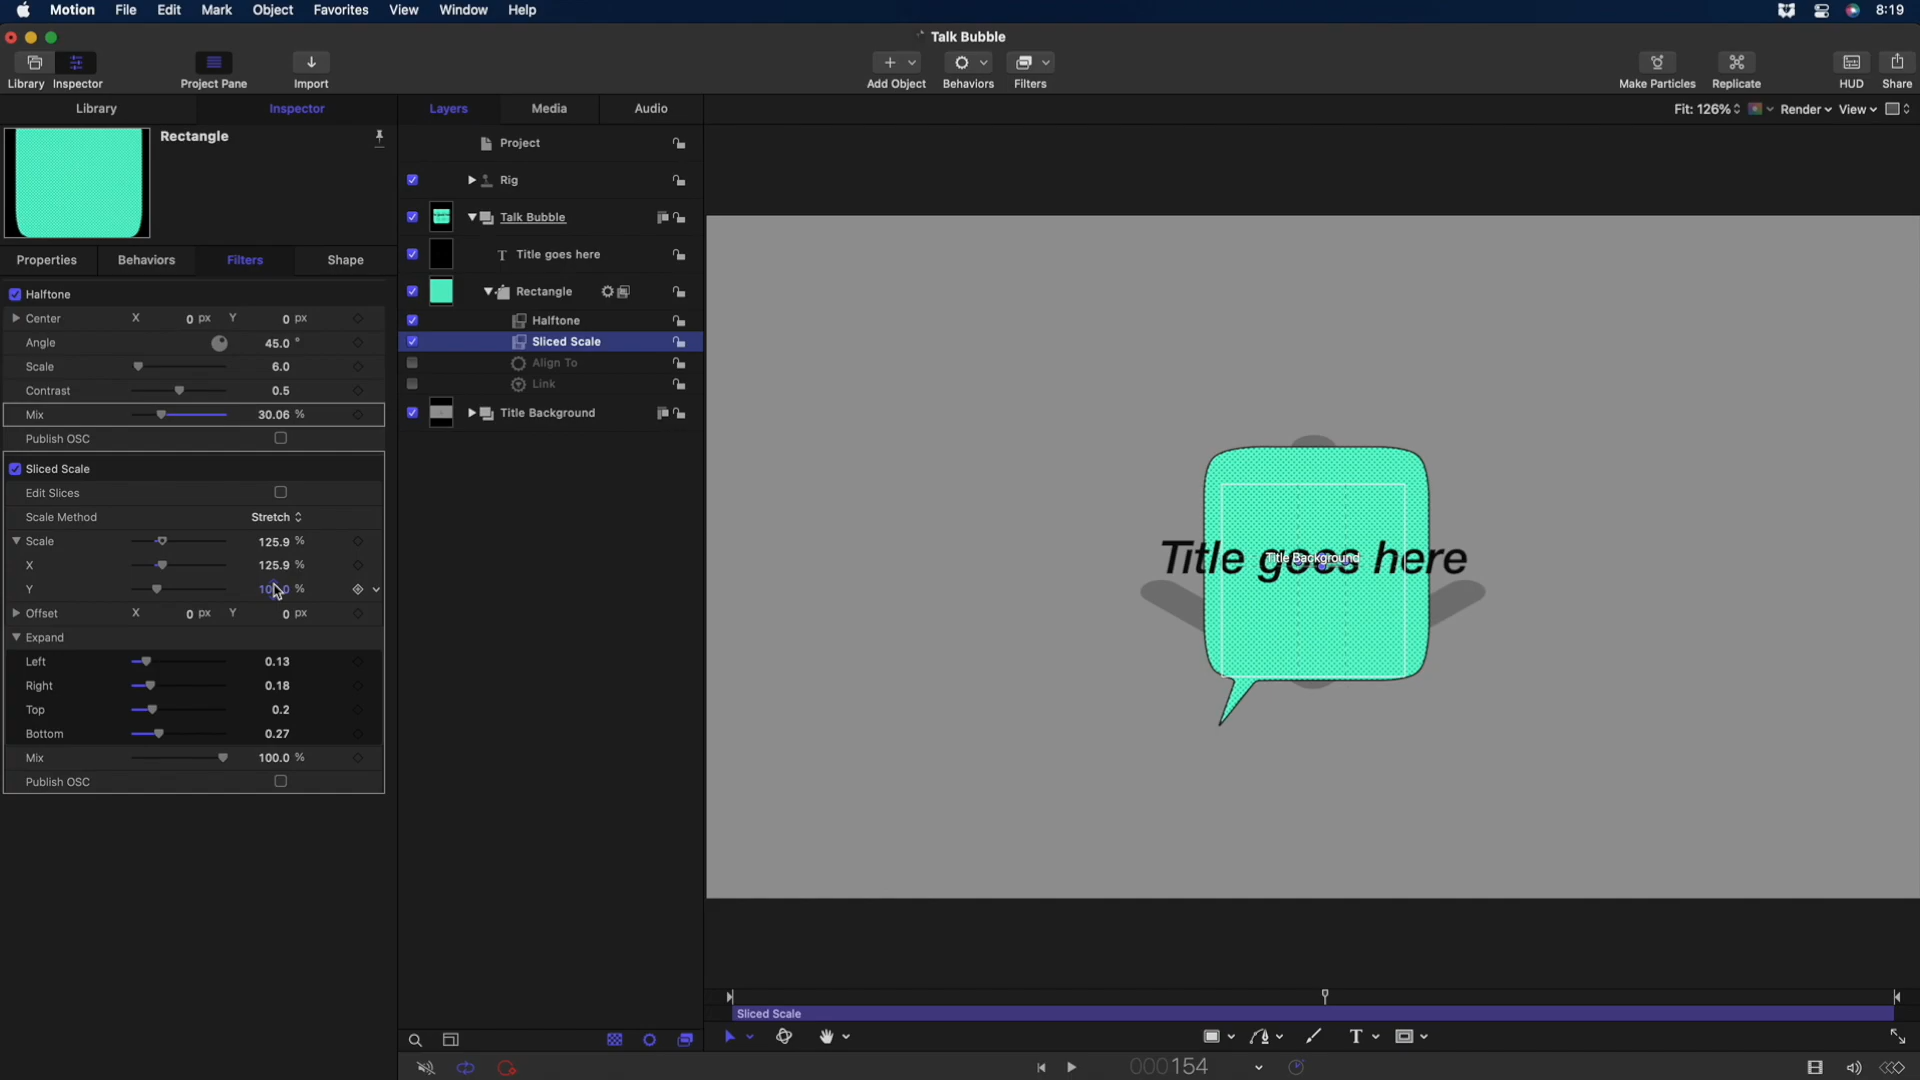 Motion File Edit Mark Object Favorites View Window Help 8:19
Talk Bubble
Library Inspector Project Pane Import Add Object Behaviors Filters Make Particles Replicate HUD Share
Library Inspector Layers Media Audio Fit: 126% Render View
Rectangle
Project
Rig
Talk Bubble
Title goes here
Rectangle
Halftone
Sliced Scale
Align To
Link
Title Background
Properties Behaviors Filters Shape
Halftone
Center X 0 px Y 0 px
Angle 45.0 °
Scale 6.0
Contrast 0.5
Mix 30.06 %
Publish OSC
Sliced Scale
Edit Slices
Scale Method Stretch
Scale 125.9 %
X 125.9 %
Y %
Offset X 0 px Y 0 px
Expand
Left 0.13
Right 0.18
Top 0.2
Bottom 0.27
Mix 100.0 %
Publish OSC
Title goes here
Title Background
Sliced Scale
000154